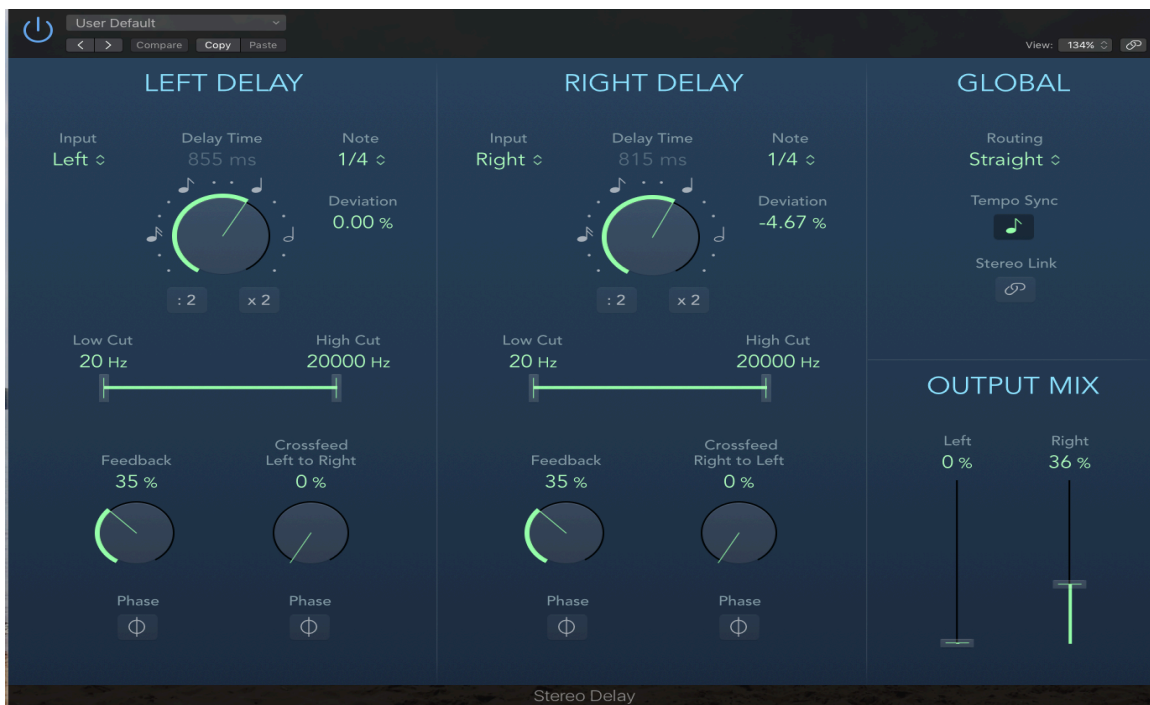 User Default
Compare Copy Paste
View: 134%
LEFT DELAY
Input
Left
Delay Time
855 ms
Note
1/4
Deviation
0.00 %
: 2
x 2
Low Cut
20 Hz
High Cut
20000 Hz
Feedback
35 %
Crossfeed
Left to Right
0 %
Phase
Phase
RIGHT DELAY
Input
Right
Delay Time
815 ms
Note
1/4
Deviation
-4.67 %
: 2
x 2
Low Cut
20 Hz
High Cut
20000 Hz
Feedback
35 %
Crossfeed
Right to Left
0 %
Phase
Phase
GLOBAL
Routing
Straight
Tempo Sync
Stereo Link
OUTPUT MIX
Left
0 %
Right
36 %
Stereo Delay